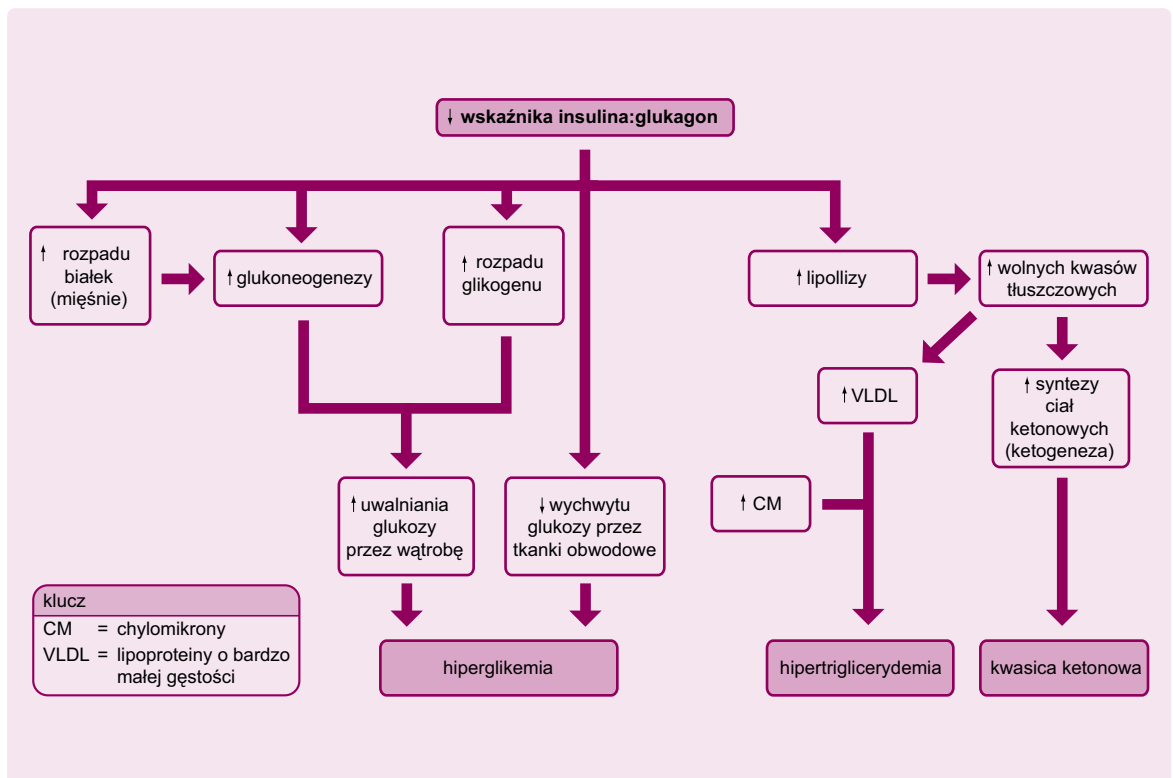 ↓ wskaźnika insulina:glukagon
↑ rozpadu
białek
(mięśnie)
↑ glukoneogenezy
↑ rozpadu
glikogenu
↑ lipollizy
↑ wolnych kwasów
tłuszczowych
↑ VLDL
↑ syntezy
ciał
ketonowych
(ketogeneza)
↑ CM
↑ uwalniania
glukozy
przez wątrobę
↓ wychwytu
glukozy przez
tkanki obwodowe
klucz
CM = chylomikrony
VLDL = lipoproteiny o bardzo
małej gęstości
hiperglikemia
hipertriglicerydemia
kwasica ketonowa